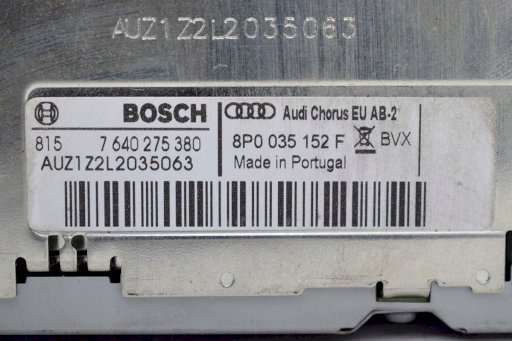 AUZ1Z2L2035063
BOSCH Audi Chorus EU AB-2
815 7 640 275 380 8P0 035 152 F BVX
AUZ1Z2L2035063 Made in Portugal